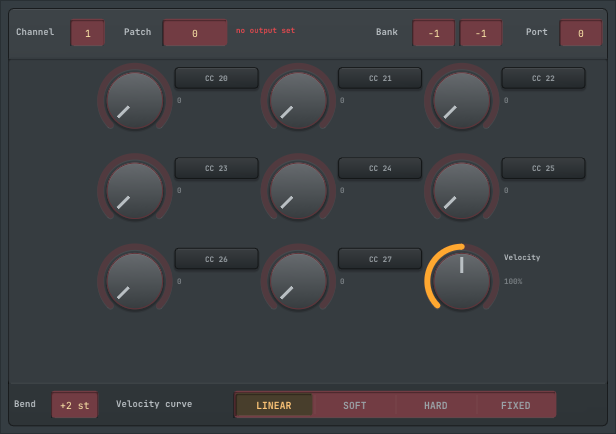 Channel 1 Patch 0 no output set Bank -1 -1 Port 0
CC 20 CC 21 CC 22
0 0 0
CC 23 CC 24 CC 25
0 0 0
CC 26 CC 27 Velocity
0 0 100%
Bend +2 st Velocity curve LINEAR SOFT HARD FIXED